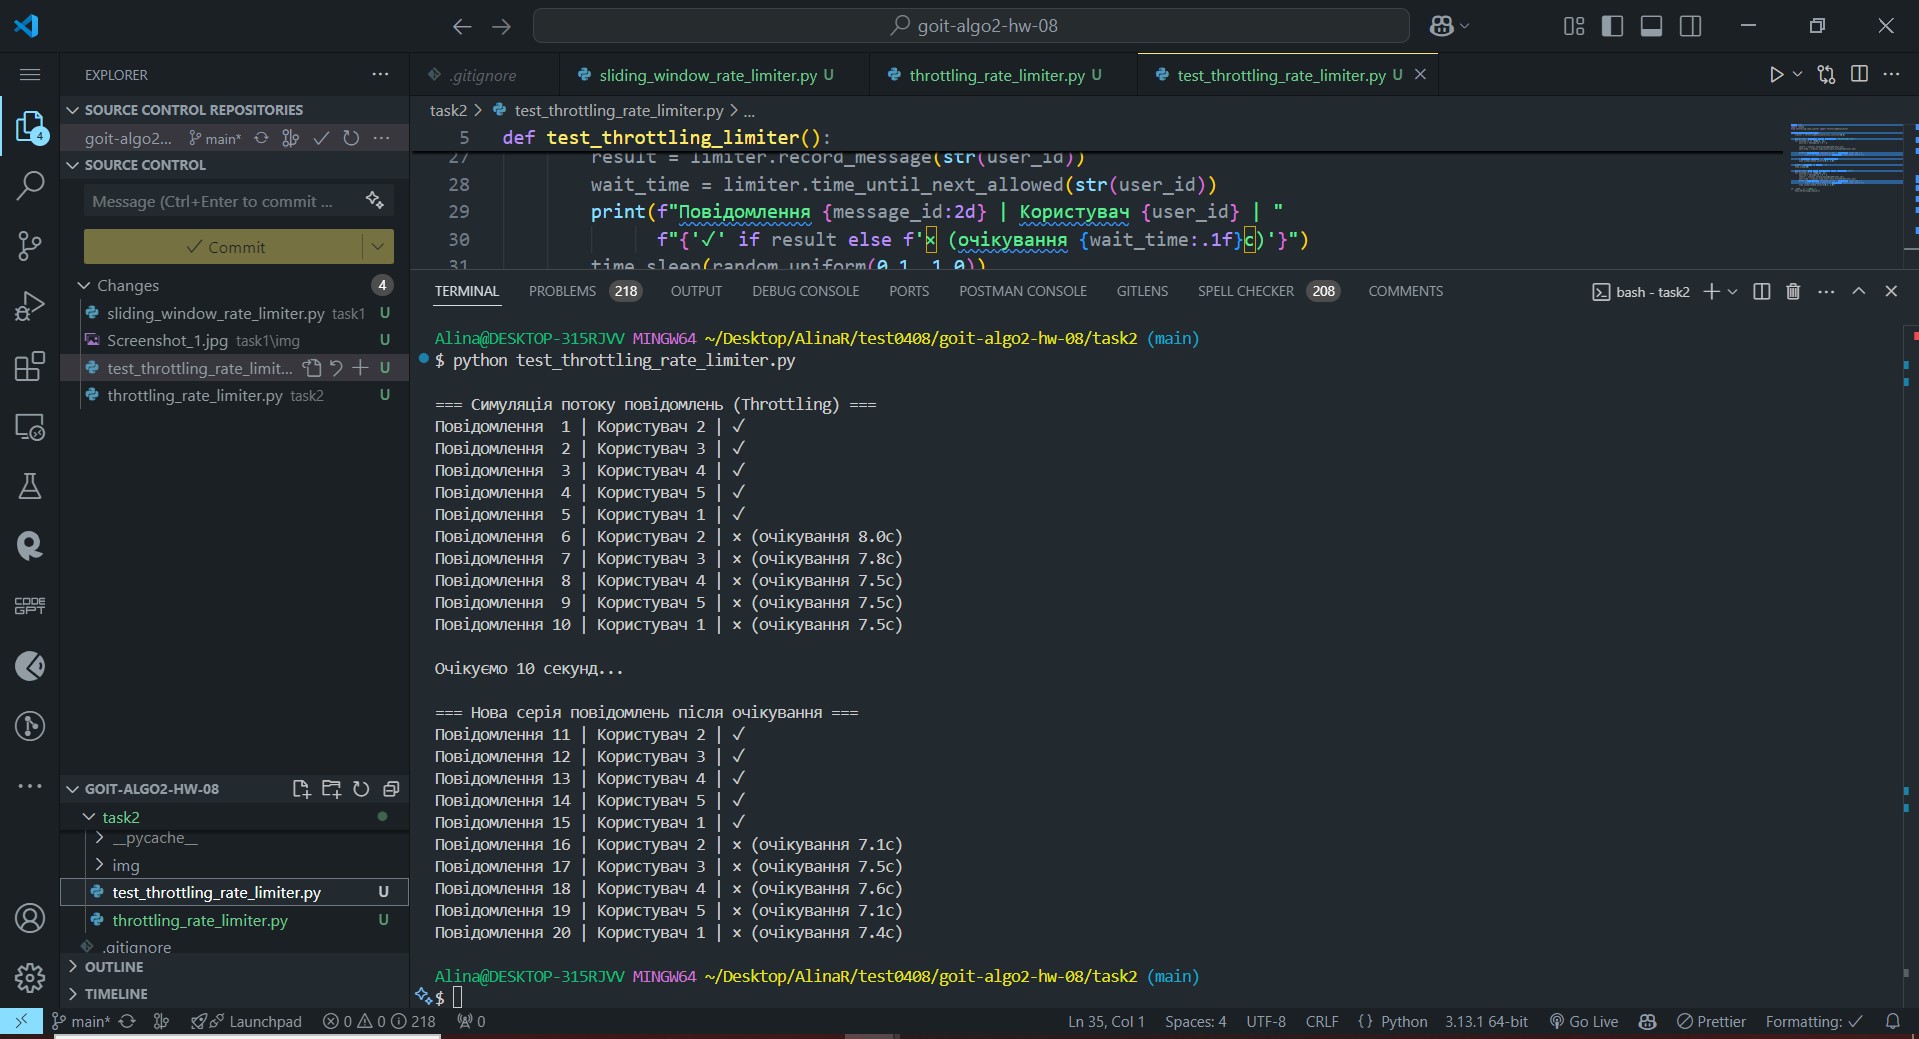 goit-algo2-hw-08
EXPLORER
SOURCE CONTROL REPOSITORIES
goit-algo2... main*
SOURCE CONTROL
Message (Ctrl+Enter to commit ...
Commit
Changes 4
sliding_window_rate_limiter.py task1 U
Screenshot_1.jpg task1\img U
test_throttling_rate_limit... U
throttling_rate_limiter.py task2 U
GOIT-ALGO2-HW-08
task2
__pycache__
img
test_throttling_rate_limiter.py U
throttling_rate_limiter.py U
.gitignore
OUTLINE
TIMELINE
4
CODE
GPT
.gitignore sliding_window_rate_limiter.py U throttling_rate_limiter.py U test_throttling_rate_limiter.py U
task2 > test_throttling_rate_limiter.py > ...
5 def test_throttling_limiter():
27 result = limiter.record_message(str(user_id))
28 wait_time = limiter.time_until_next_allowed(str(user_id))
29 print(f"Повідомлення {message_id:2d} | Користувач {user_id} | "
30 f"{'✓' if result else f'× (очікування {wait_time:.1f}с)'}")
31 time.sleep(random.uniform(0.1, 1.0))
TERMINAL PROBLEMS 218 OUTPUT DEBUG CONSOLE PORTS POSTMAN CONSOLE GITLENS SPELL CHECKER 208 COMMENTS bash - task2
Alina@DESKTOP-315RJVV MINGW64 ~/Desktop/AlinaR/test0408/goit-algo2-hw-08/task2 (main)
$ python test_throttling_rate_limiter.py
=== Симуляція потоку повідомлень (Throttling) ===
Повідомлення  1 | Користувач 2 | ✓
Повідомлення  2 | Користувач 3 | ✓
Повідомлення  3 | Користувач 4 | ✓
Повідомлення  4 | Користувач 5 | ✓
Повідомлення  5 | Користувач 1 | ✓
Повідомлення  6 | Користувач 2 | × (очікування 8.0с)
Повідомлення  7 | Користувач 3 | × (очікування 7.8с)
Повідомлення  8 | Користувач 4 | × (очікування 7.5с)
Повідомлення  9 | Користувач 5 | × (очікування 7.5с)
Повідомлення 10 | Користувач 1 | × (очікування 7.5с)
Очікуємо 10 секунд...
=== Нова серія повідомлень після очікування ===
Повідомлення 11 | Користувач 2 | ✓
Повідомлення 12 | Користувач 3 | ✓
Повідомлення 13 | Користувач 4 | ✓
Повідомлення 14 | Користувач 5 | ✓
Повідомлення 15 | Користувач 1 | ✓
Повідомлення 16 | Користувач 2 | × (очікування 7.1с)
Повідомлення 17 | Користувач 3 | × (очікування 7.5с)
Повідомлення 18 | Користувач 4 | × (очікування 7.6с)
Повідомлення 19 | Користувач 5 | × (очікування 7.1с)
Повідомлення 20 | Користувач 1 | × (очікування 7.4с)
Alina@DESKTOP-315RJVV MINGW64 ~/Desktop/AlinaR/test0408/goit-algo2-hw-08/task2 (main)
$
main* Launchpad 0 0 218 0 Ln 35, Col 1 Spaces: 4 UTF-8 CRLF {} Python 3.13.1 64-bit Go Live Prettier Formatting: ✓